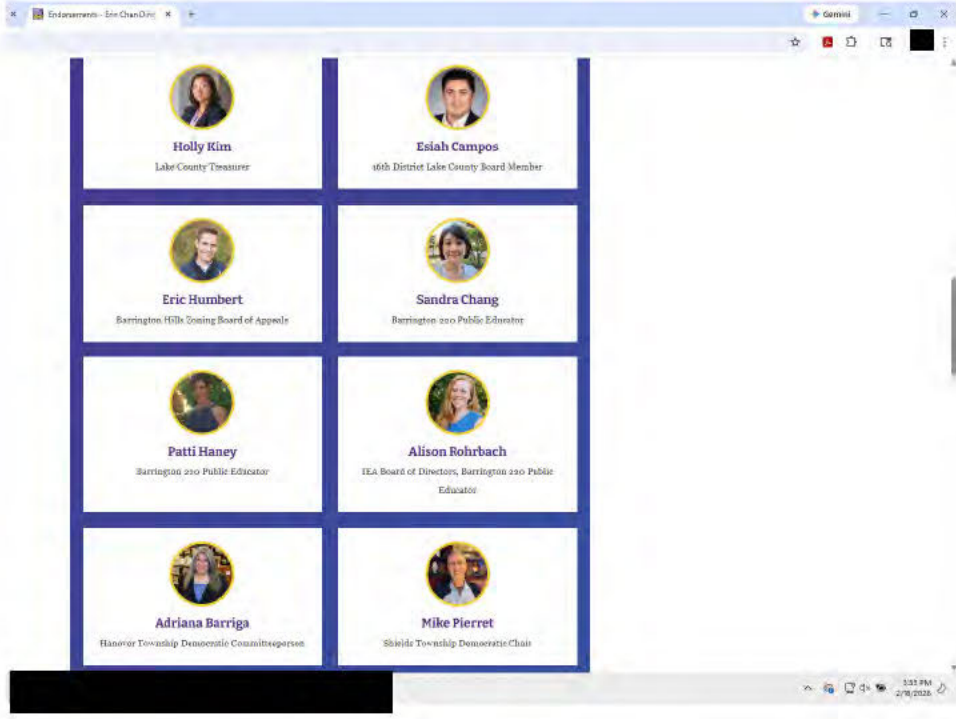 Endorsements - Erin Chan Ding
Gemini
Holly Kim
Lake County Treasurer
Esiah Campos
16th District Lake County Board Member
Eric Humbert
Barrington Hills Zoning Board of Appeals
Sandra Chang
Barrington 220 Public Educator
Patti Haney
Barrington 220 Public Educator
Alison Rohrbach
IEA Board of Directors, Barrington 220 Public
Educator
Adriana Barriga
Hanover Township Democratic Committeeperson
Mike Pierret
Shields Township Democratic Chair
2/18/2026